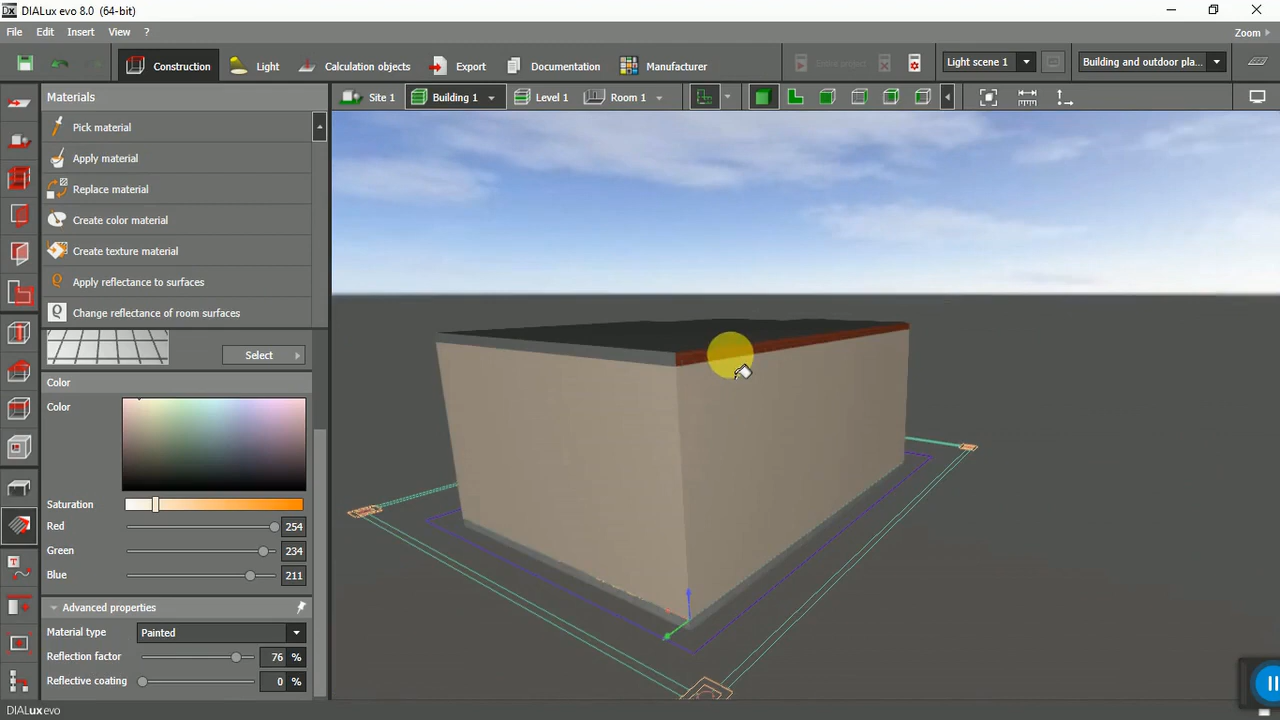 Dx DIALux evo 8.0 (64-bit)
File Edit Insert View ? Zoom
Construction Light Calculation objects Export Documentation Manufacturer Light scene 1 Building and outdoor pla...
Materials Site 1 Building 1 Level 1 Room 1
Pick material
Apply material
Replace material
Create color material
Create texture material
Apply reflectance to surfaces
Change reflectance of room surfaces
Select
Color
Color
Saturation
Red 254
Green 234
Blue 211
Advanced properties
Material type Painted
Reflection factor 76 %
Reflective coating 0 %
DIALux evo